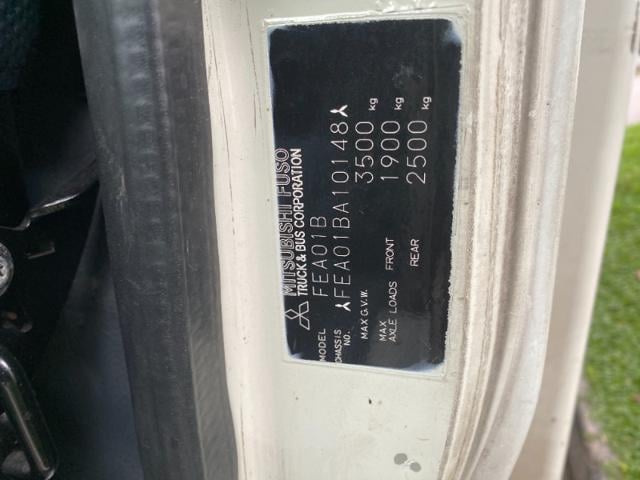 MITSUBISHI FUSO
TRUCK & BUS CORPORATION
MODEL FEA01B
CHASSIS NO. FEA01BA10148
MAX G.V.W. 3500 kg
MAX AXLE LOADS FRONT 1900 kg
REAR 2500 kg